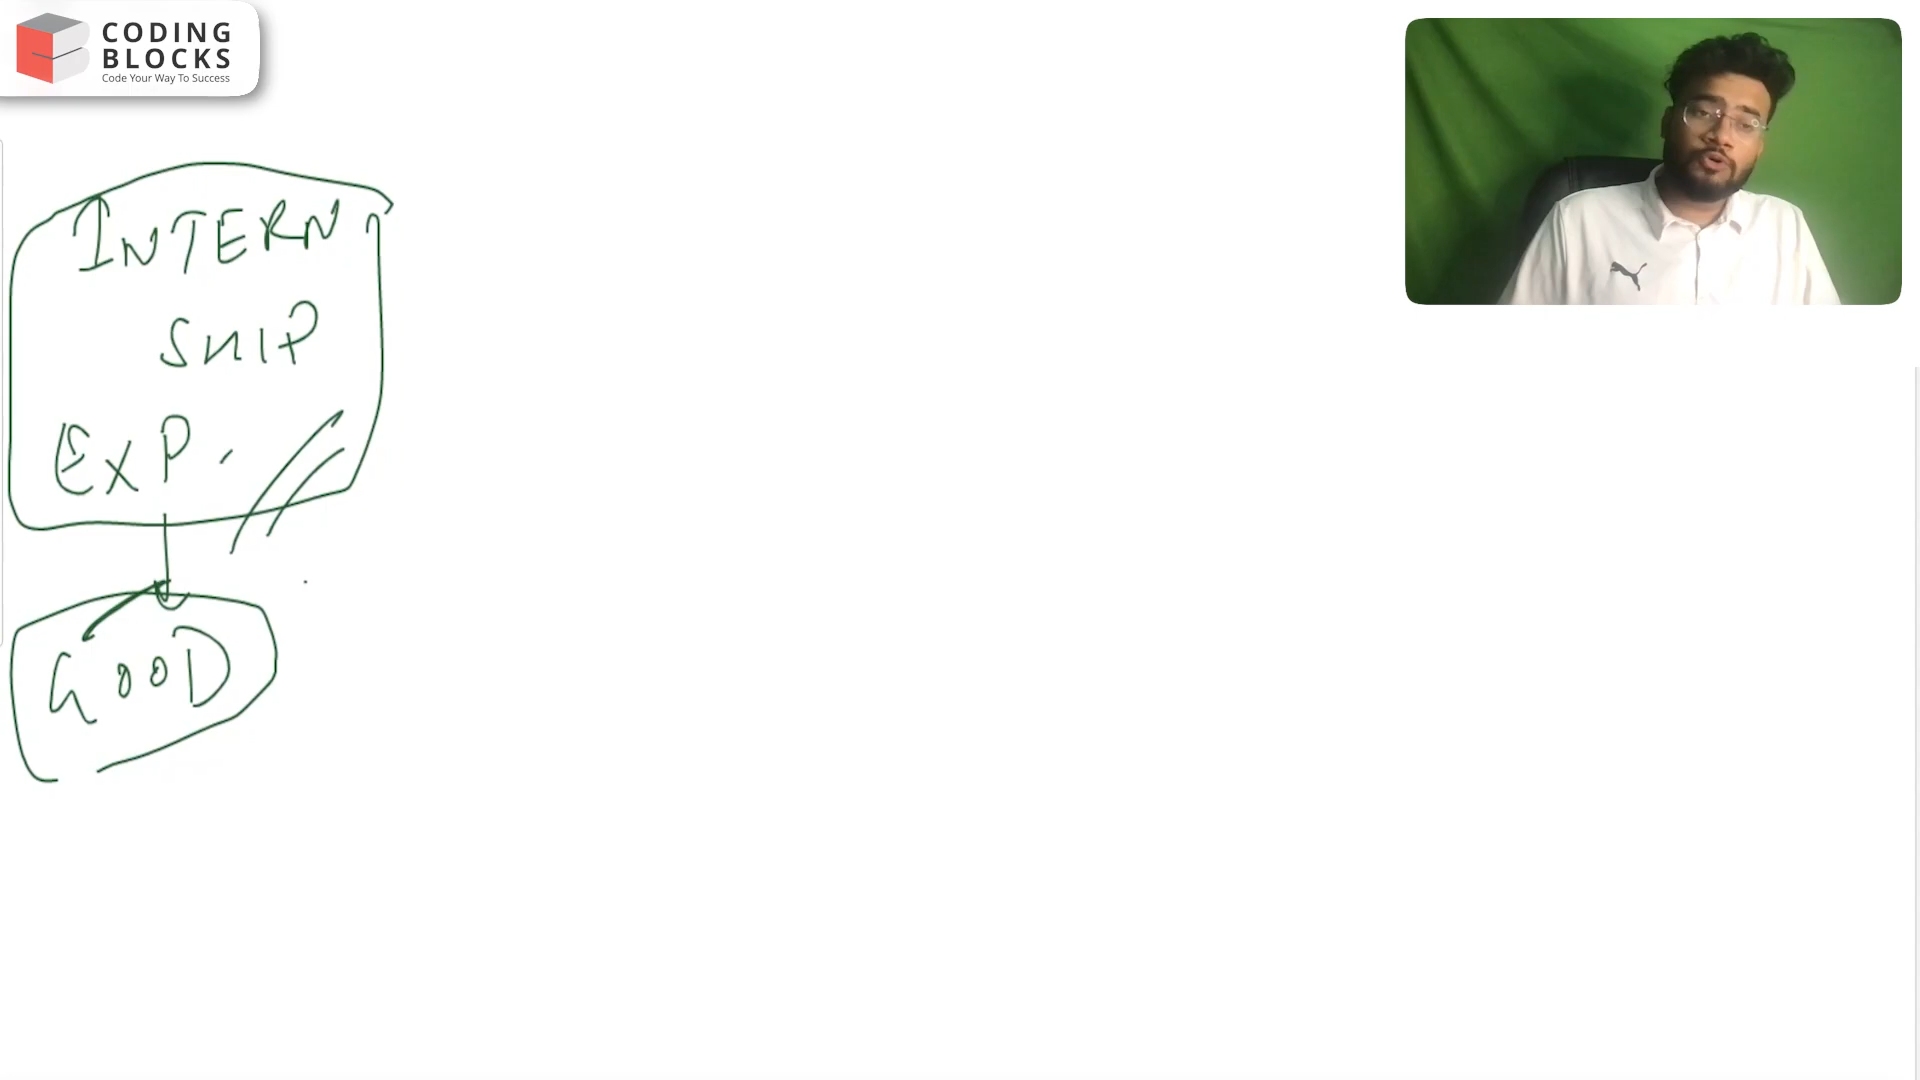 CODING
BLOCKS
Code Your Way To Success
INTERN
SHIP
EXP.
GOOD